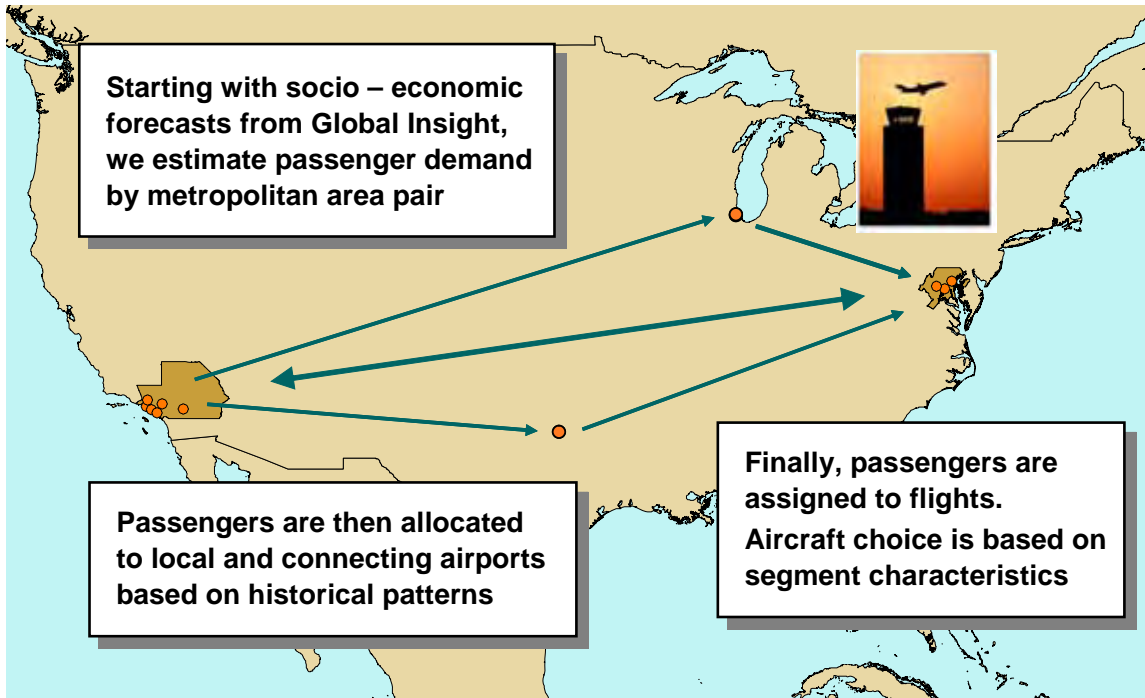 Starting with socio – economic
forecasts from Global Insight,
we estimate passenger demand
by metropolitan area pair
Passengers are then allocated
to local and connecting airports
based on historical patterns
Finally, passengers are
assigned to flights.
Aircraft choice is based on
segment characteristics